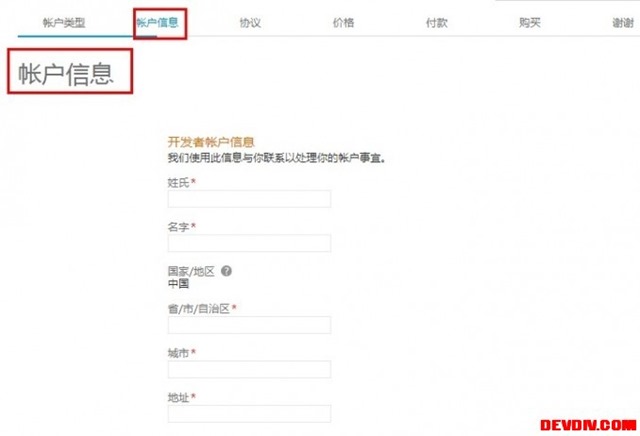 帐户类型 帐户信息 协议 价格 付款 购买 谢谢
帐户信息
开发者帐户信息
我们使用此信息与你联系以处理你的帐户事宜。
姓氏*
名字*
国家/地区 ?
中国
省/市/自治区*
城市*
地址*
DEVDIV.COM